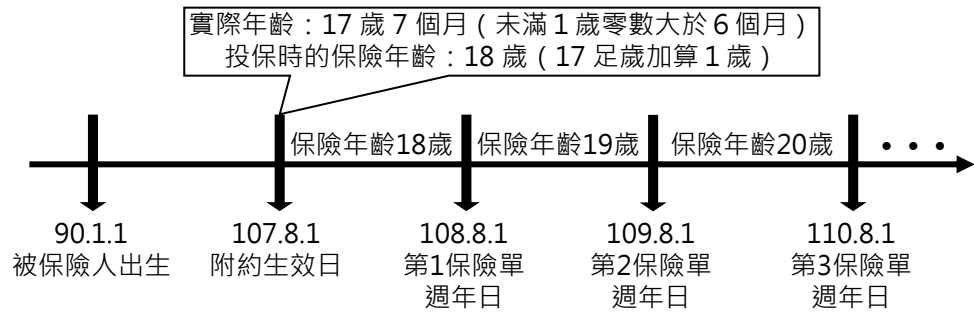 實際年齡：17 歲 7 個月（未滿 1 歲零數大於 6 個月）
投保時的保險年齡：18 歲（17 足歲加算 1 歲）
保險年齡18歲
保險年齡19歲
保險年齡20歲
• • •
90.1.1
被保險人出生
107.8.1
附約生效日
108.8.1
第1保險單
週年日
109.8.1
第2保險單
週年日
110.8.1
第3保險單
週年日